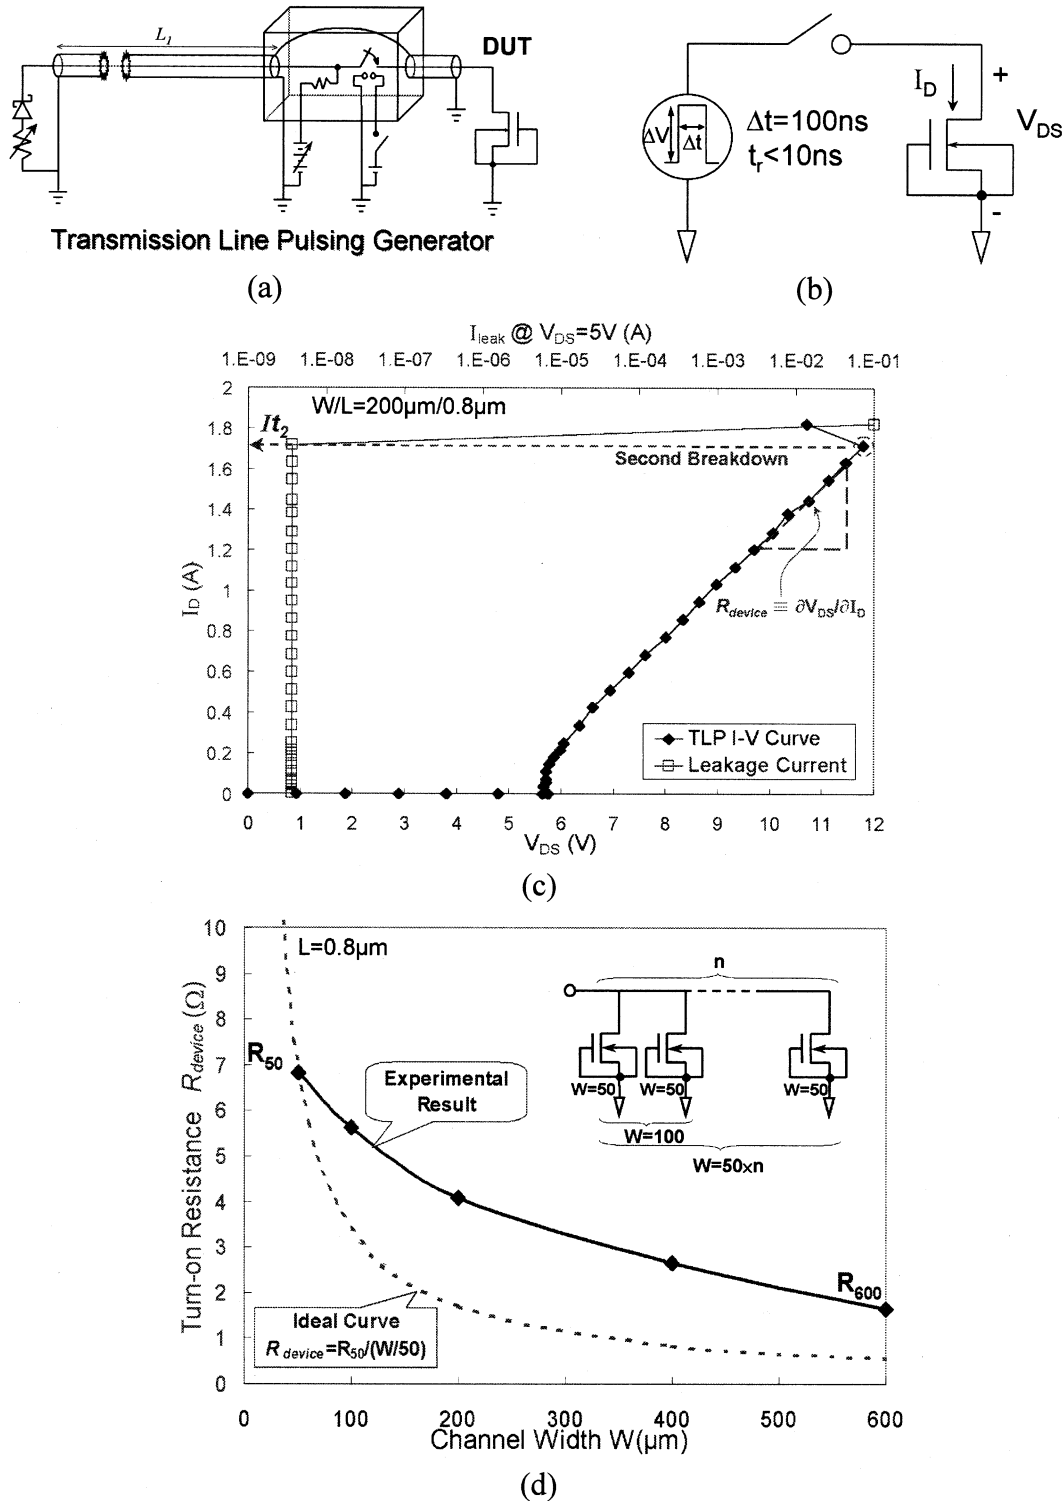 L1
DUT
Transmission Line Pulsing Generator
(a)
ΔV
Δt
Δt=100ns
tr<10ns
ID
+
VDS
-
(b)
Ileak @ VDS=5V (A)
1.E-09 1.E-08 1.E-07 1.E-06 1.E-05 1.E-04 1.E-03 1.E-02 1.E-01
W/L=200μm/0.8μm
It2
Second Breakdown
Rdevice ≡ ∂VDS/∂ID
TLP I-V Curve
Leakage Current
ID (A)
2
1.8
1.6
1.4
1.2
1
0.8
0.6
0.4
0.2
0
0 1 2 3 4 5 6 7 8 9 10 11 12
VDS (V)
(c)
Turn-on Resistance Rdevice (Ω)
10
9
8
7
6
5
4
3
2
1
0
L=0.8μm
R50
Experimental
Result
n
W=50 W=50 W=50
W=100
W=50×n
R600
Ideal Curve
R device=R50/(W/50)
0 100 200 300 400 500 600
Channel Width W(μm)
(d)